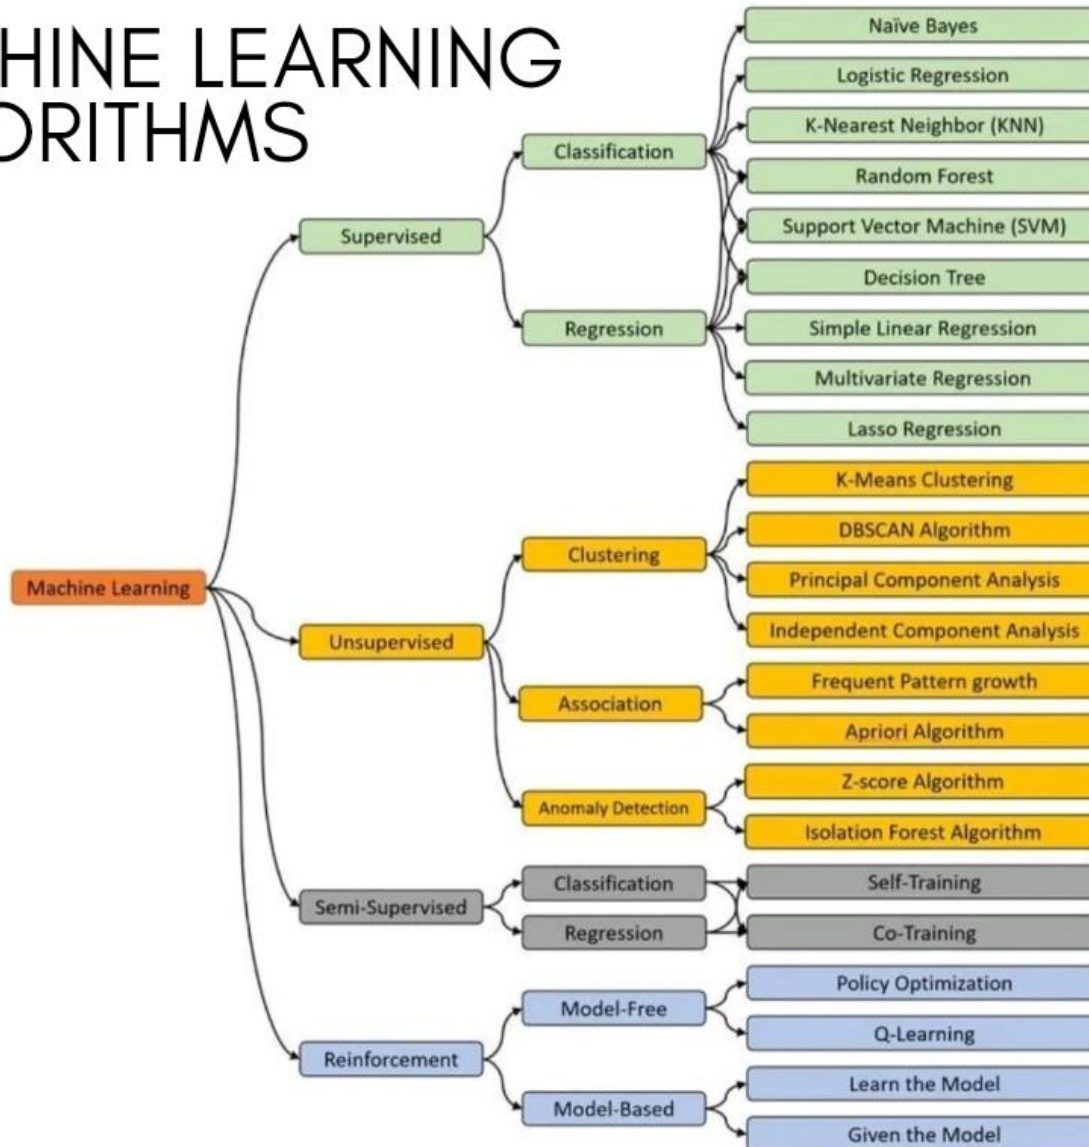 HINE LEARNING
ORITHMS
Machine Learning
Supervised
Classification
Naïve Bayes
Logistic Regression
K-Nearest Neighbor (KNN)
Random Forest
Support Vector Machine (SVM)
Decision Tree
Regression
Simple Linear Regression
Multivariate Regression
Lasso Regression
Unsupervised
Clustering
K-Means Clustering
DBSCAN Algorithm
Principal Component Analysis
Independent Component Analysis
Association
Frequent Pattern growth
Apriori Algorithm
Anomaly Detection
Z-score Algorithm
Isolation Forest Algorithm
Semi-Supervised
Classification
Regression
Self-Training
Co-Training
Reinforcement
Model-Free
Policy Optimization
Q-Learning
Model-Based
Learn the Model
Given the Model